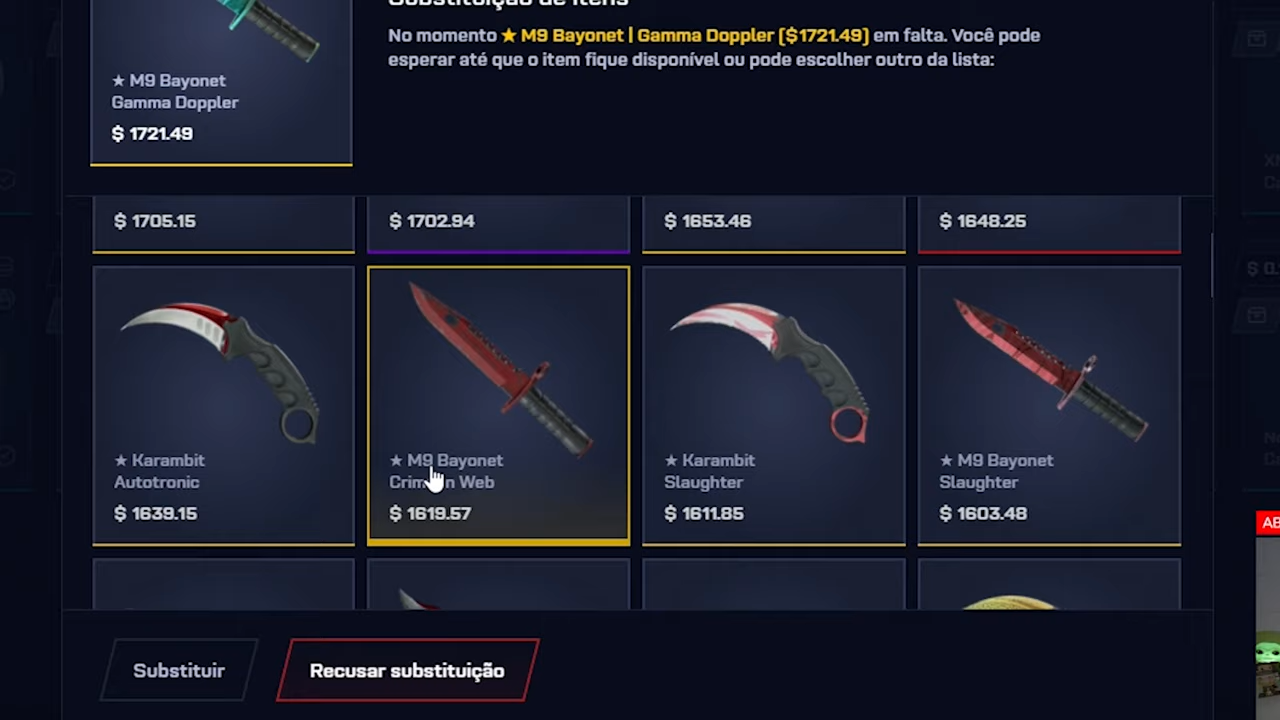 Substituição de itens
No momento ★ M9 Bayonet | Gamma Doppler ($1721.49) em falta. Você pode
esperar até que o item fique disponível ou pode escolher outro da lista:
★ M9 Bayonet
Gamma Doppler
$ 1721.49
$ 1705.15
$ 1702.94
$ 1653.46
$ 1648.25
★ Karambit
Autotronic
$ 1639.15
★ M9 Bayonet
Crimson Web
$ 1619.57
★ Karambit
Slaughter
$ 1611.85
★ M9 Bayonet
Slaughter
$ 1603.48
Substituir
Recusar substituição